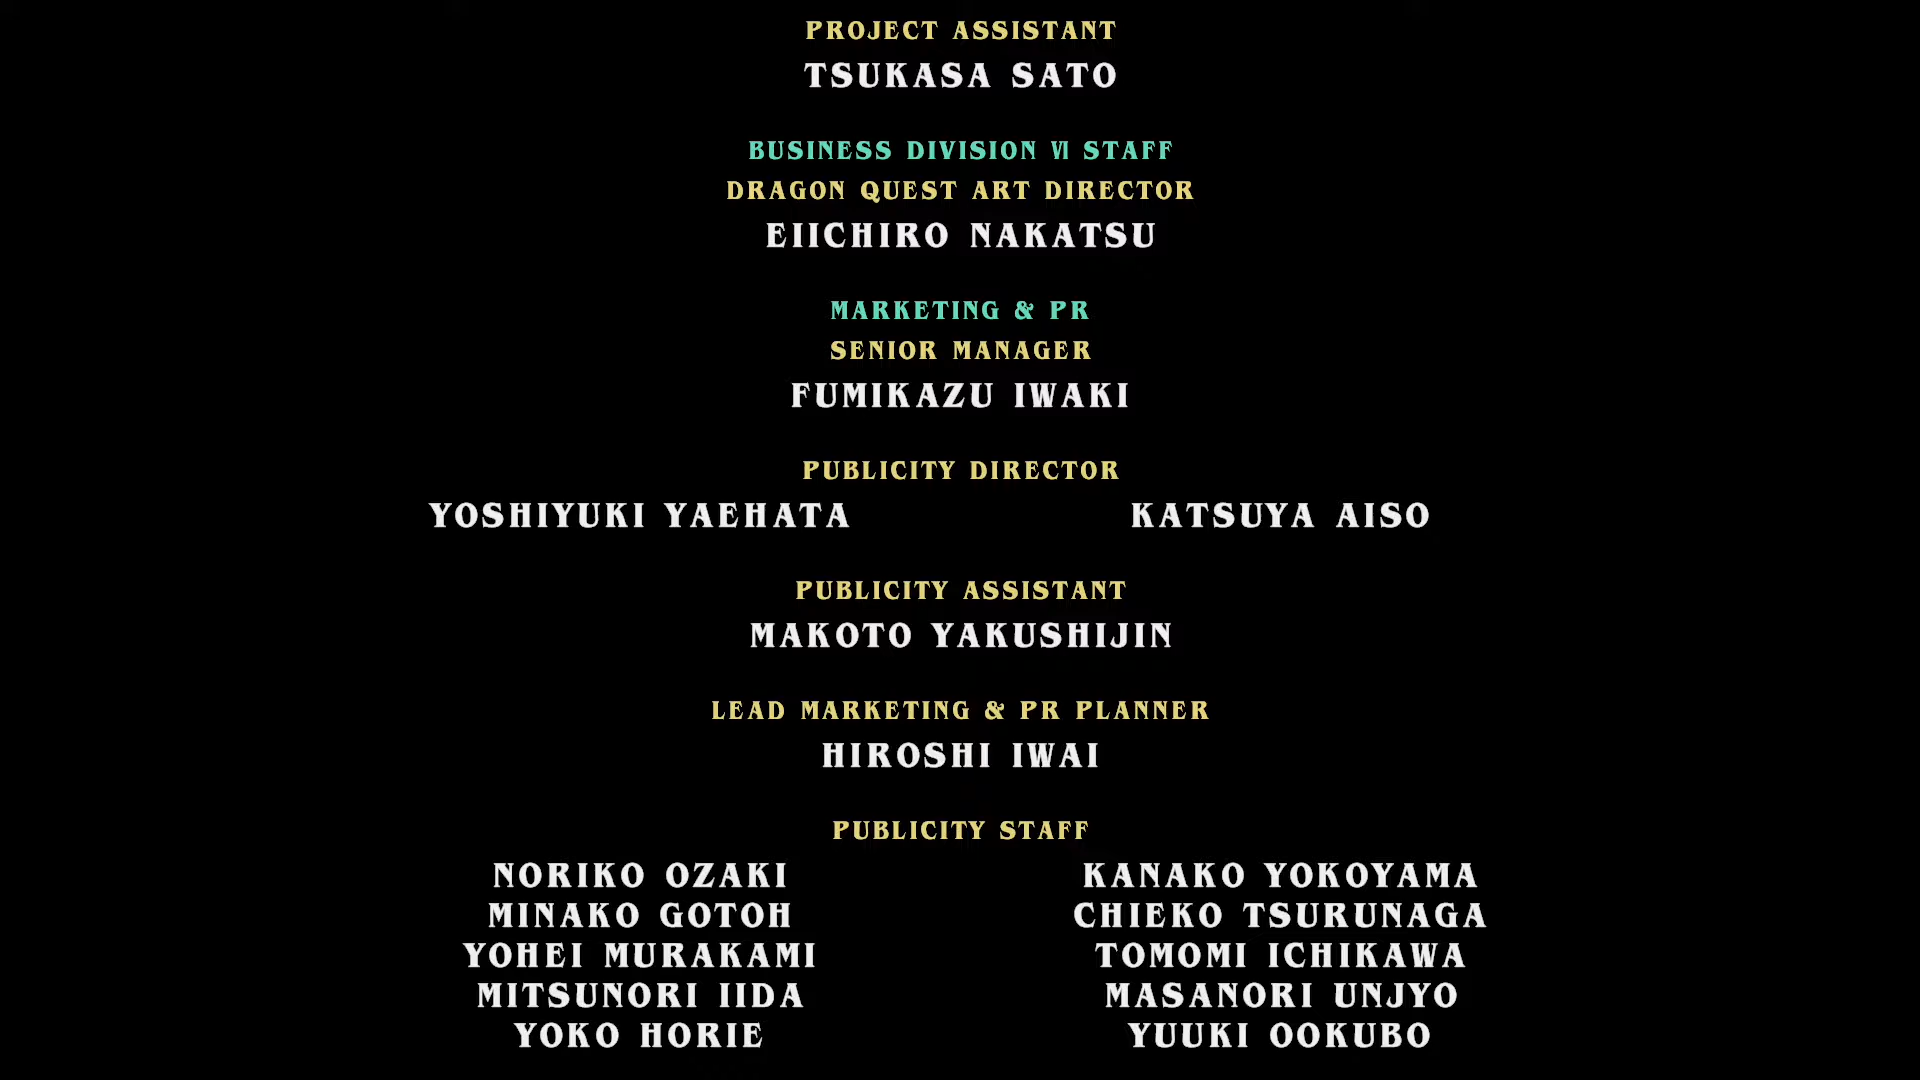 PROJECT ASSISTANT
TSUKASA SATO
BUSINESS DIVISION VI STAFF
DRAGON QUEST ART DIRECTOR
EIICHIRO NAKATSU
MARKETING & PR
SENIOR MANAGER
FUMIKAZU IWAKI
PUBLICITY DIRECTOR
YOSHIYUKI YAEHATA KATSUYA AISO
PUBLICITY ASSISTANT
MAKOTO YAKUSHIJIN
LEAD MARKETING & PR PLANNER
HIROSHI IWAI
PUBLICITY STAFF
NORIKO OZAKI KANAKO YOKOYAMA
MINAKO GOTOH CHIEKO TSURUNAGA
YOHEI MURAKAMI TOMOMI ICHIKAWA
MITSUNORI IIDA MASANORI UNJYO
YOKO HORIE YUUKI OOKUBO